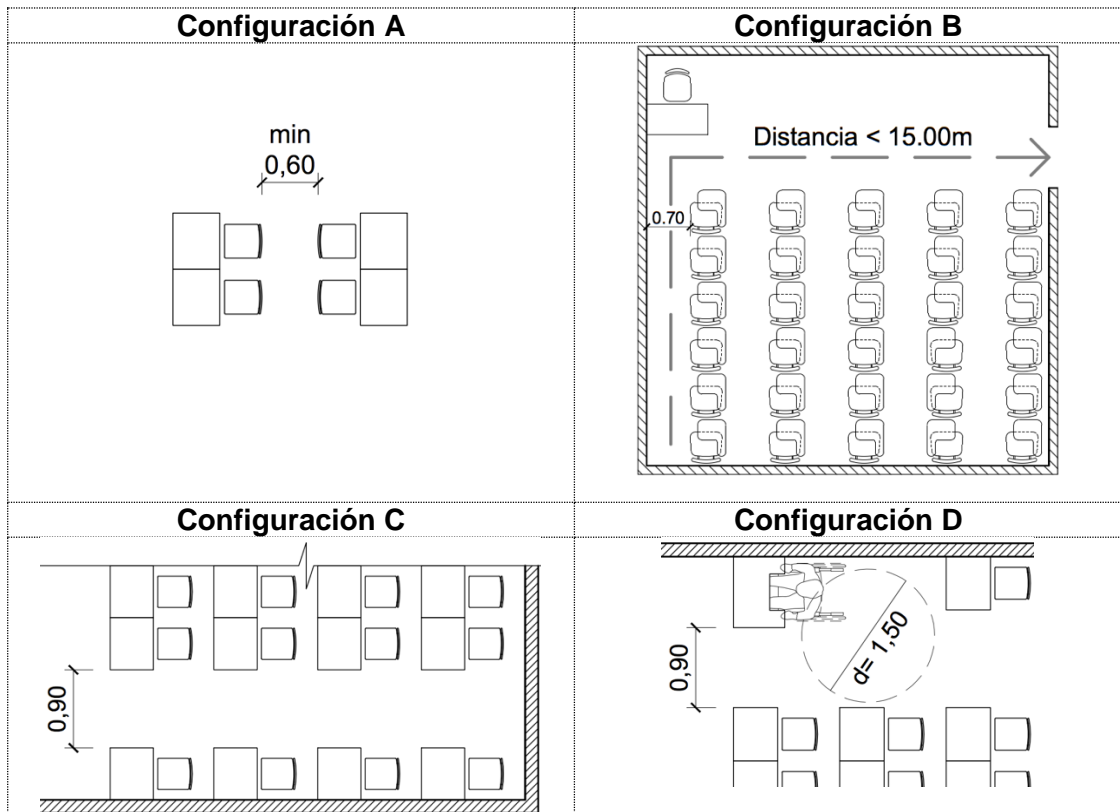 Configuración A
Configuración B
min
0,60
Distancia < 15.00m
0.70
Configuración C
Configuración D
0,90
0,90
d= 1,50